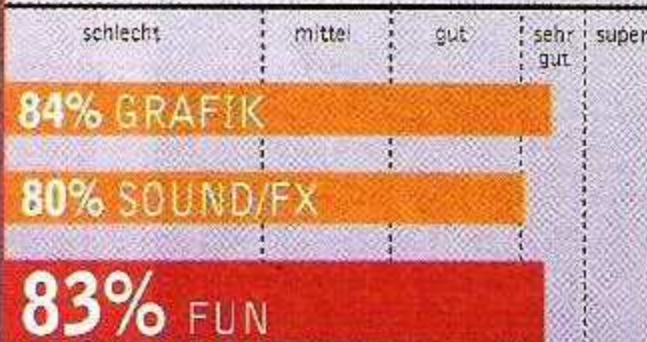 schlecht mittel gut sehr gut super
84% GRAFIK
80% SOUND/FX
83% FUN